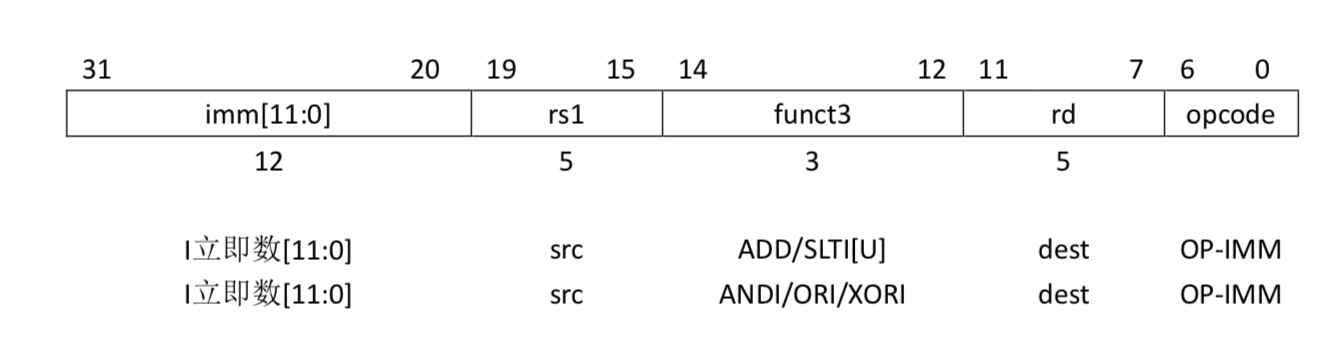 31 20 19 15 14 12 11 7 6 0
imm[11:0] rs1 funct3 rd opcode
12 5 3 5
I立即数[11:0] src ADD/SLTI[U] dest OP-IMM
I立即数[11:0] src ANDI/ORI/XORI dest OP-IMM